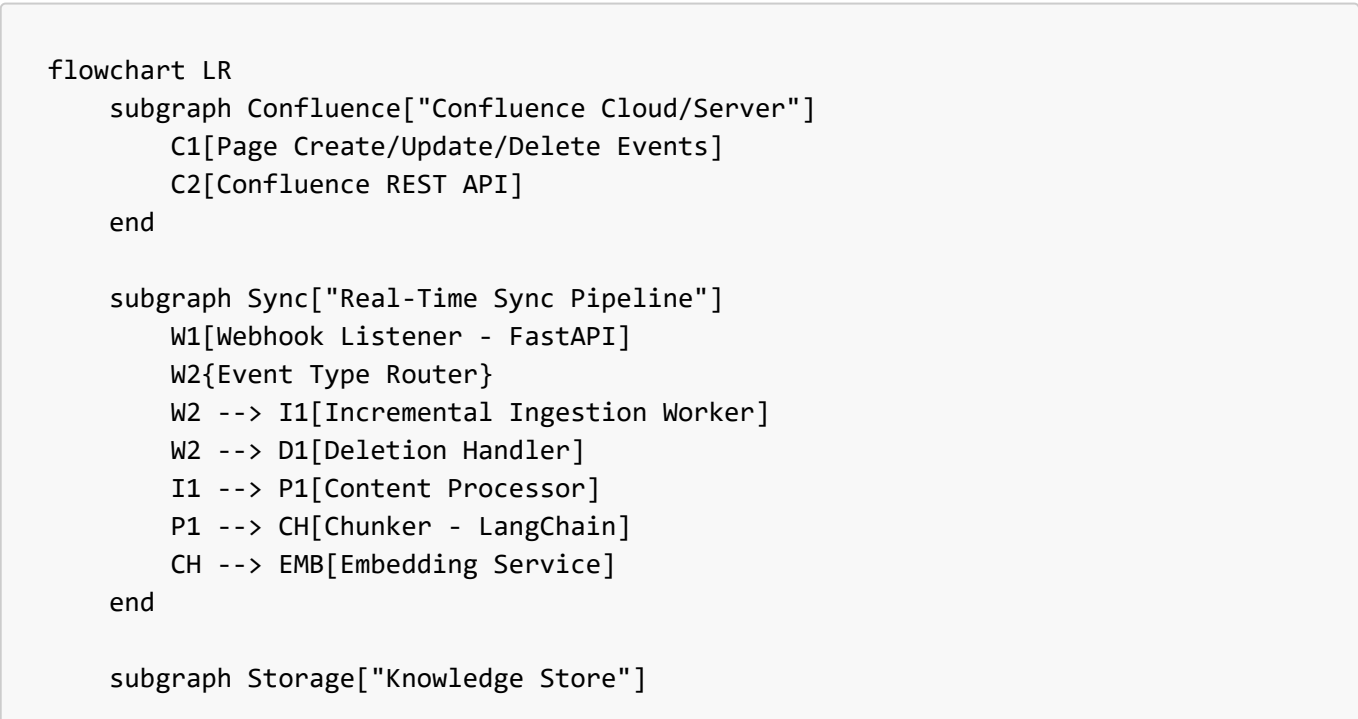 flowchart LR
    subgraph Confluence["Confluence Cloud/Server"]
        C1[Page Create/Update/Delete Events]
        C2[Confluence REST API]
    end

    subgraph Sync["Real-Time Sync Pipeline"]
        W1[Webhook Listener - FastAPI]
        W2{Event Type Router}
        W2 --> I1[Incremental Ingestion Worker]
        W2 --> D1[Deletion Handler]
        I1 --> P1[Content Processor]
        P1 --> CH[Chunker - LangChain]
        CH --> EMB[Embedding Service]
    end

    subgraph Storage["Knowledge Store"]